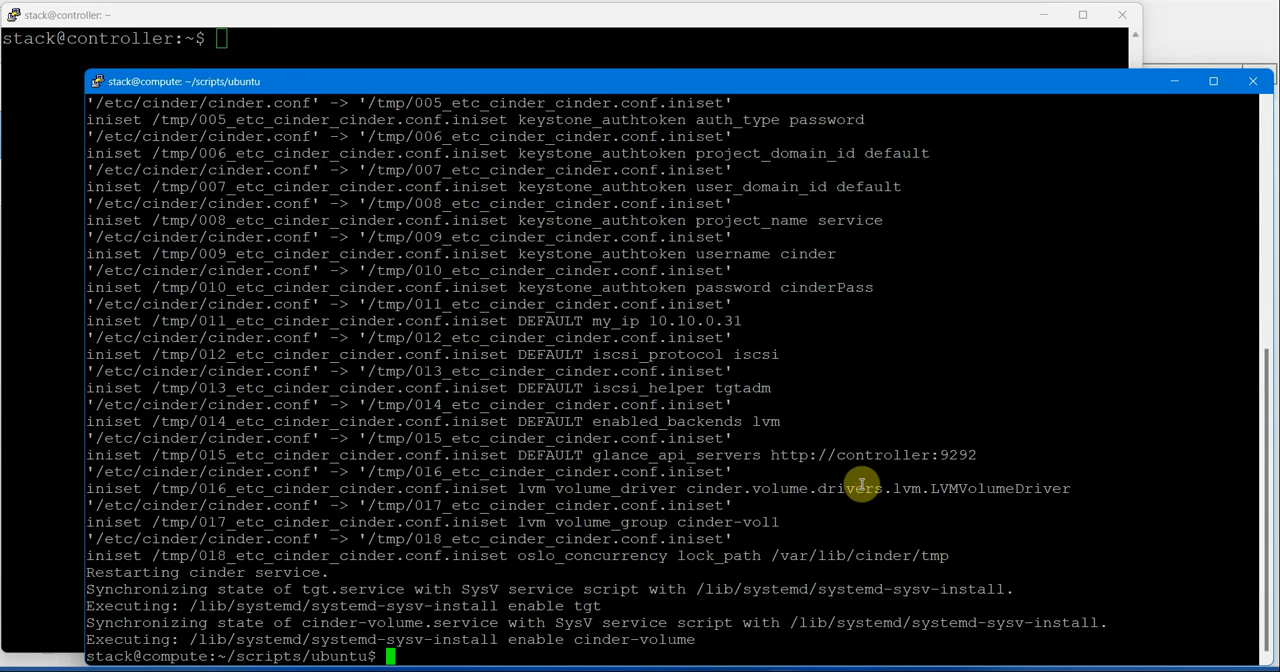 stack@controller: ~
stack@controller:~$
stack@compute: ~/scripts/ubuntu
'/etc/cinder/cinder.conf' -> '/tmp/005_etc_cinder_cinder.conf.iniset'
iniset /tmp/005_etc_cinder_cinder.conf.iniset keystone_authtoken auth_type password
'/etc/cinder/cinder.conf' -> '/tmp/006_etc_cinder_cinder.conf.iniset'
iniset /tmp/006_etc_cinder_cinder.conf.iniset keystone_authtoken project_domain_id default
'/etc/cinder/cinder.conf' -> '/tmp/007_etc_cinder_cinder.conf.iniset'
iniset /tmp/007_etc_cinder_cinder.conf.iniset keystone_authtoken user_domain_id default
'/etc/cinder/cinder.conf' -> '/tmp/008_etc_cinder_cinder.conf.iniset'
iniset /tmp/008_etc_cinder_cinder.conf.iniset keystone_authtoken project_name service
'/etc/cinder/cinder.conf' -> '/tmp/009_etc_cinder_cinder.conf.iniset'
iniset /tmp/009_etc_cinder_cinder.conf.iniset keystone_authtoken username cinder
'/etc/cinder/cinder.conf' -> '/tmp/010_etc_cinder_cinder.conf.iniset'
iniset /tmp/010_etc_cinder_cinder.conf.iniset keystone_authtoken password cinderPass
'/etc/cinder/cinder.conf' -> '/tmp/011_etc_cinder_cinder.conf.iniset'
iniset /tmp/011_etc_cinder_cinder.conf.iniset DEFAULT my_ip 10.10.0.31
'/etc/cinder/cinder.conf' -> '/tmp/012_etc_cinder_cinder.conf.iniset'
iniset /tmp/012_etc_cinder_cinder.conf.iniset DEFAULT iscsi_protocol iscsi
'/etc/cinder/cinder.conf' -> '/tmp/013_etc_cinder_cinder.conf.iniset'
iniset /tmp/013_etc_cinder_cinder.conf.iniset DEFAULT iscsi_helper tgtadm
'/etc/cinder/cinder.conf' -> '/tmp/014_etc_cinder_cinder.conf.iniset'
iniset /tmp/014_etc_cinder_cinder.conf.iniset DEFAULT enabled_backends lvm
'/etc/cinder/cinder.conf' -> '/tmp/015_etc_cinder_cinder.conf.iniset'
iniset /tmp/015_etc_cinder_cinder.conf.iniset DEFAULT glance_api_servers http://controller:9292
'/etc/cinder/cinder.conf' -> '/tmp/016_etc_cinder_cinder.conf.iniset'
iniset /tmp/016_etc_cinder_cinder.conf.iniset lvm volume_driver cinder.volume.drivers.lvm.LVMVolumeDriver
'/etc/cinder/cinder.conf' -> '/tmp/017_etc_cinder_cinder.conf.iniset'
iniset /tmp/017_etc_cinder_cinder.conf.iniset lvm volume_group cinder-vol1
'/etc/cinder/cinder.conf' -> '/tmp/018_etc_cinder_cinder.conf.iniset'
iniset /tmp/018_etc_cinder_cinder.conf.iniset oslo_concurrency lock_path /var/lib/cinder/tmp
Restarting cinder service.
Synchronizing state of tgt.service with SysV service script with /lib/systemd/systemd-sysv-install.
Executing: /lib/systemd/systemd-sysv-install enable tgt
Synchronizing state of cinder-volume.service with SysV service script with /lib/systemd/systemd-sysv-install.
Executing: /lib/systemd/systemd-sysv-install enable cinder-volume
stack@compute:~/scripts/ubuntu$